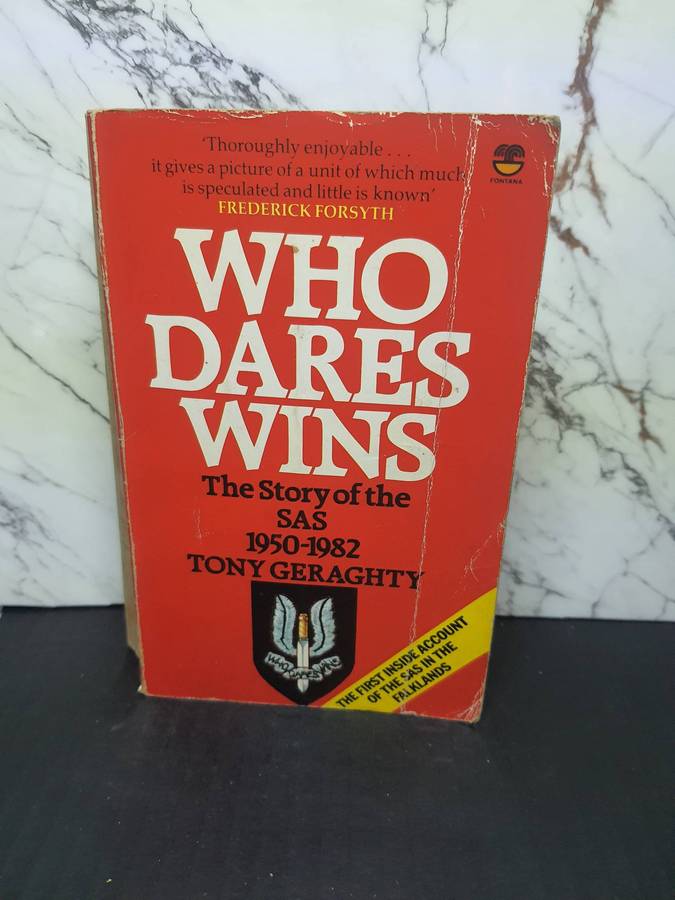 'Thoroughly enjoyable . . .
it gives a picture of a unit of which much
is speculated and little is known'
FREDERICK FORSYTH
FONTANA
WHO
DARES
WINS
The Story of the
SAS
1950-1982
TONY GERAGHTY
WHO DARES WINS
THE FIRST INSIDE ACCOUNT
OF THE SAS IN THE
FALKLANDS